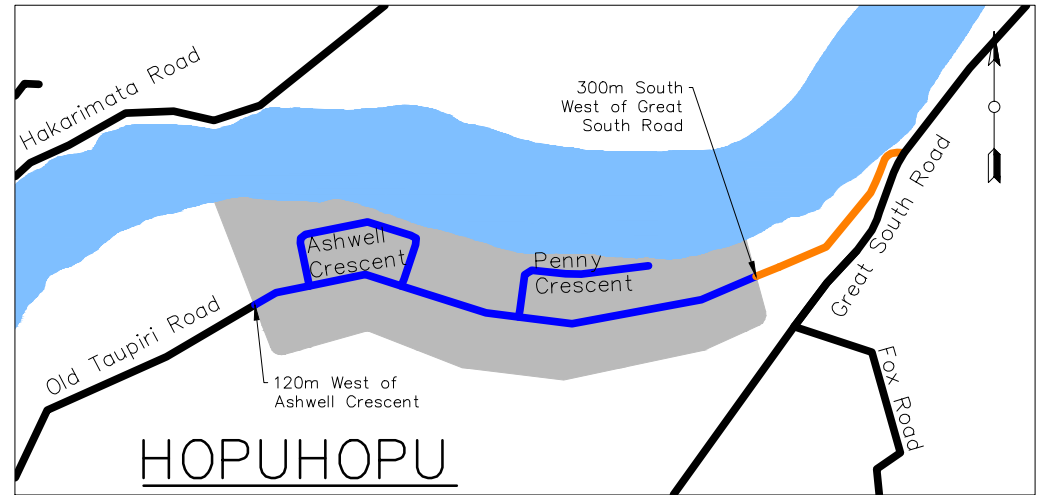 Hakarimata Road
300m South
West of Great
South Road
Ashwell
Crescent
Penny
Crescent
Great South Road
Old Taupiri Road
120m West of
Ashwell Crescent
Fox Road
HOPUHOPU